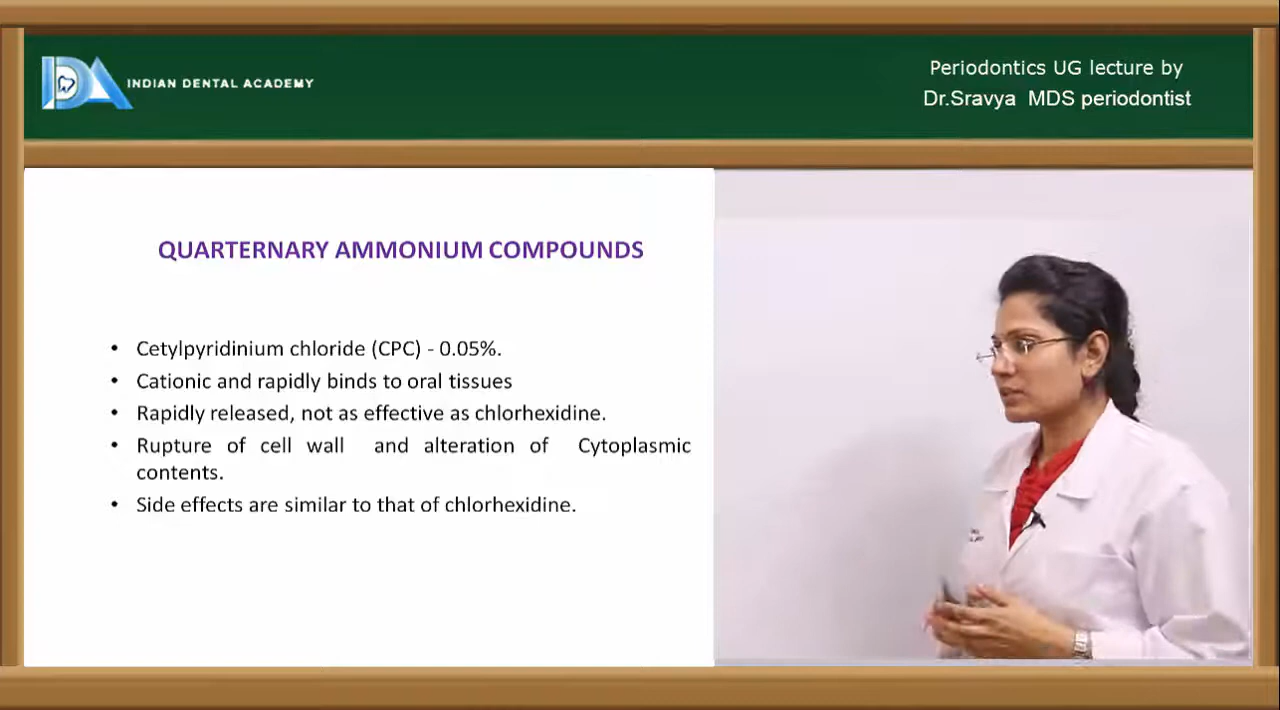 INDIAN DENTAL ACADEMY
Periodontics UG lecture by
Dr.Sravya MDS periodontist
QUARTERNARY AMMONIUM COMPOUNDS
• Cetylpyridinium chloride (CPC) - 0.05%.
• Cationic and rapidly binds to oral tissues
• Rapidly released, not as effective as chlorhexidine.
• Rupture of cell wall and alteration of Cytoplasmic
contents.
• Side effects are similar to that of chlorhexidine.